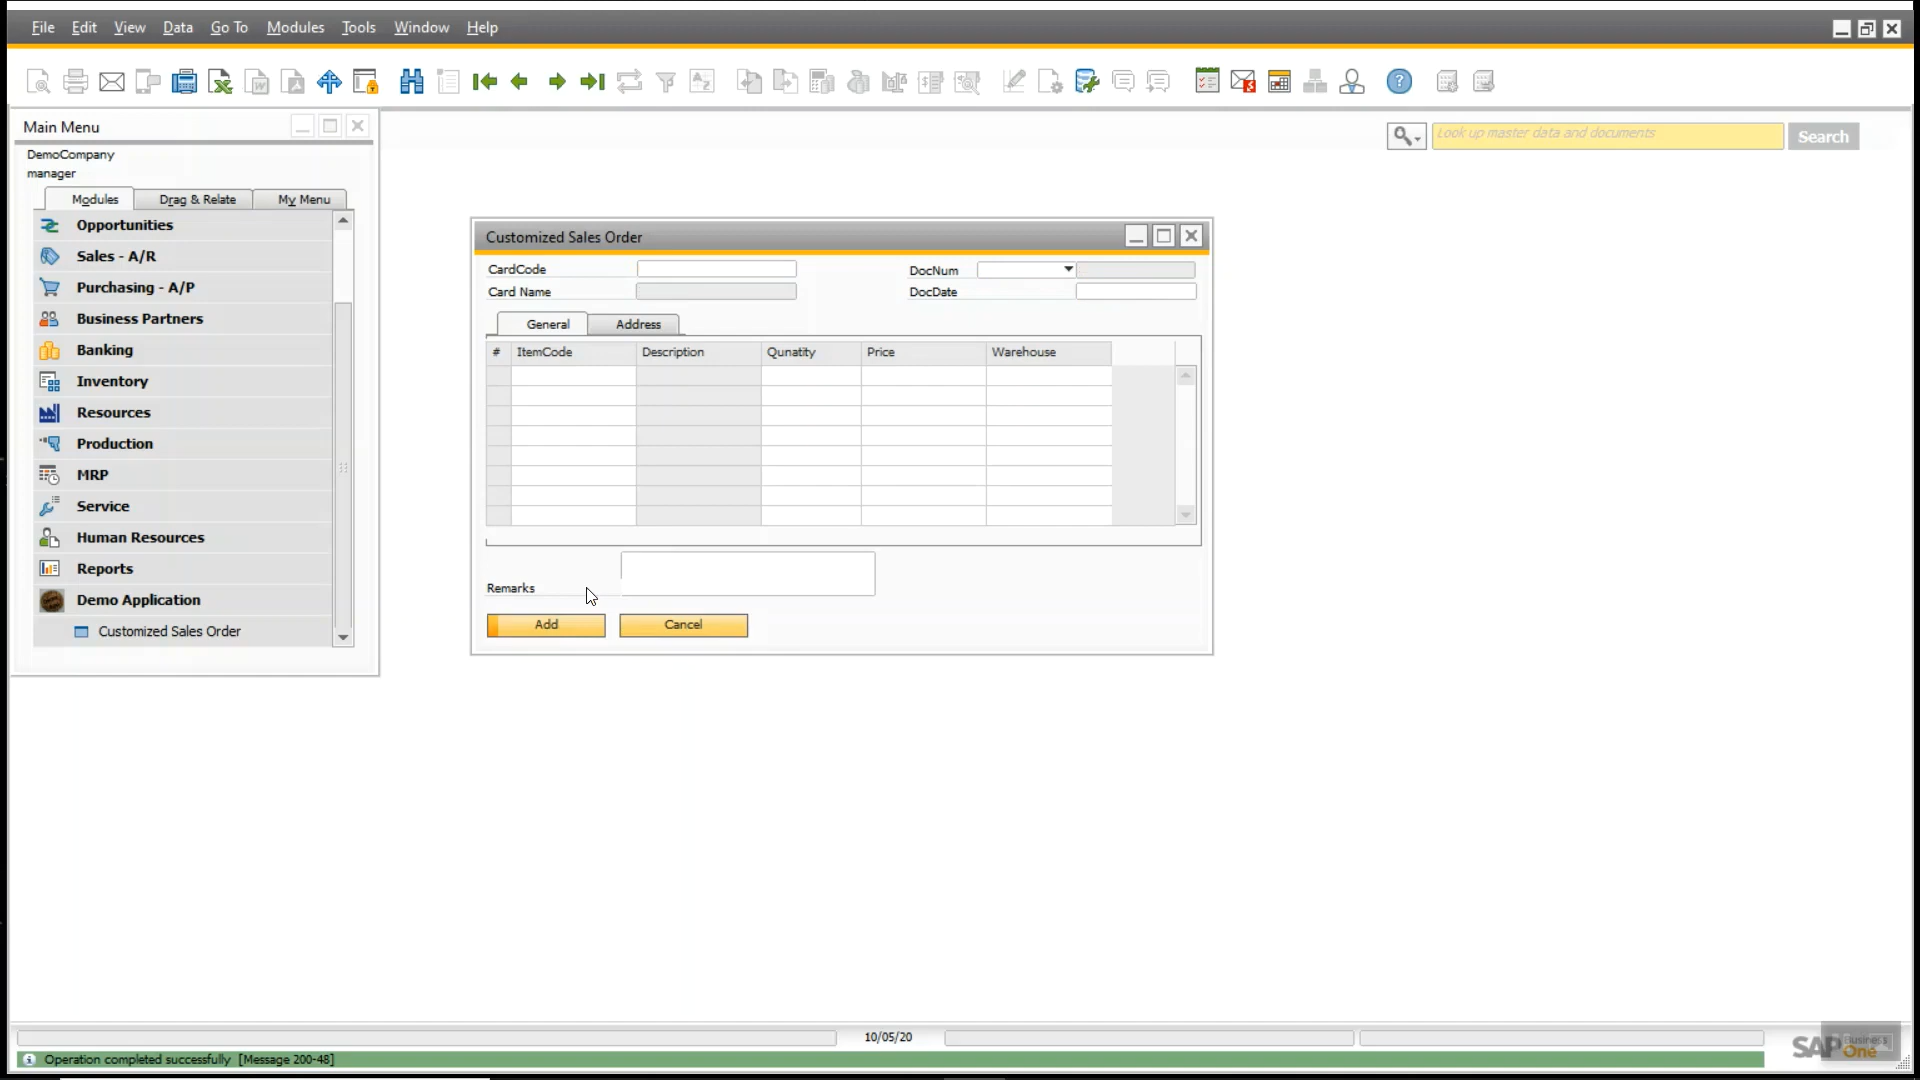 File Edit View Data Go To Modules Tools Window Help
Main Menu
Look up master data and documents
Search
DemoCompany
manager
Modules Drag & Relate My Menu
Opportunities
Sales - A/R
Purchasing - A/P
Business Partners
Banking
Inventory
Resources
Production
MRP
Service
Human Resources
Reports
Demo Application
Customized Sales Order
Customized Sales Order
CardCode
DocNum
Card Name
DocDate
General Address
# ItemCode Description Qunatity Price Warehouse
Remarks
Add Cancel
10/05/20
Operation completed successfully [Message 200-48]
SAP Business One